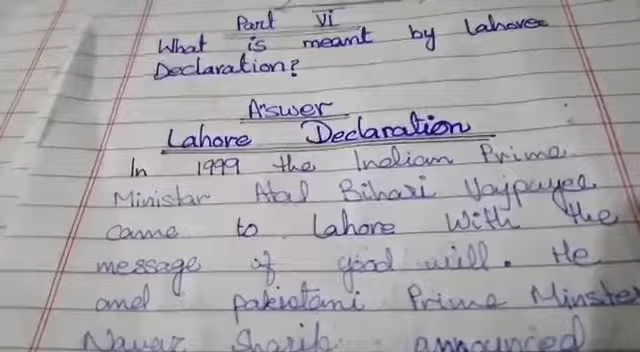 Part VI
What is meant by Lahore
Declaration?
Answer
Lahore Declaration
In 1999 the Indian Prime
Ministar Atal Bihari Vajpayee
came to Lahore With the
message of good will. He
and pakistani Prime Minster
Nawaz Sharif announced